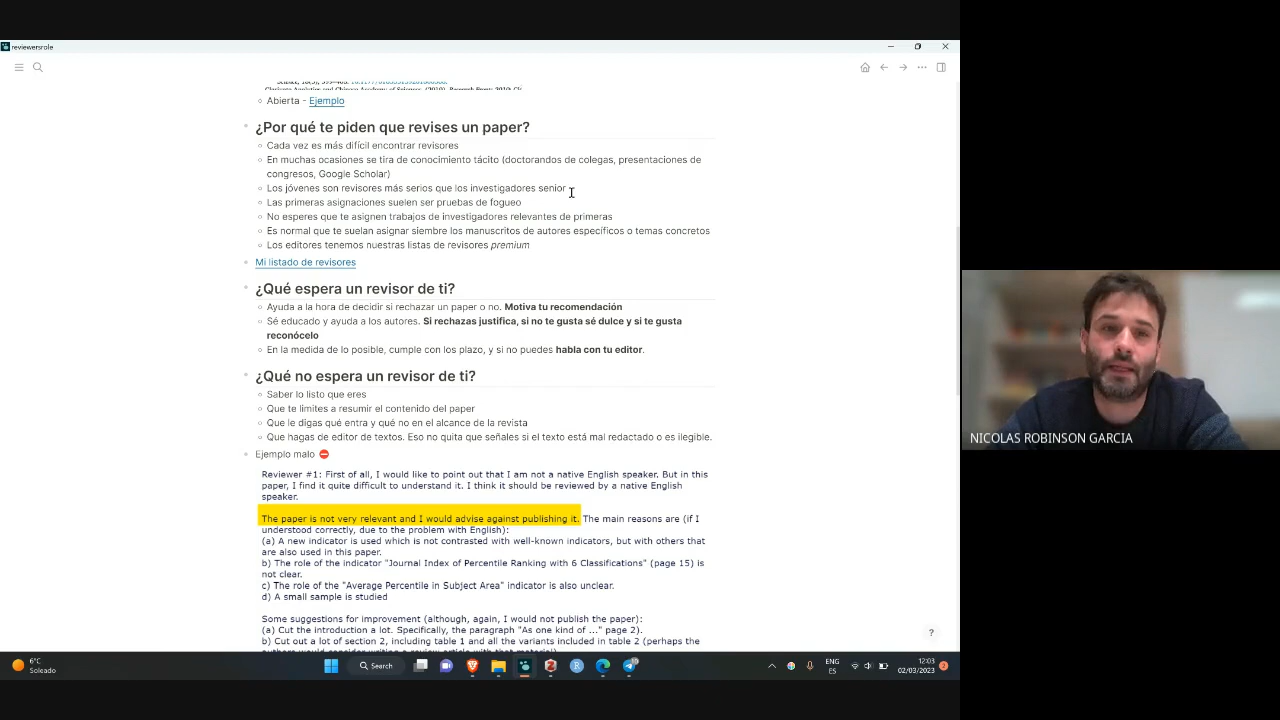 reviewersrole
Abierta - Ejemplo
¿Por qué te piden que revises un paper?
Cada vez es más difícil encontrar revisores
En muchas ocasiones se tira de conocimiento tácito (doctorandos de colegas, presentaciones de
congresos, Google Scholar)
Los jóvenes son revisores más serios que los investigadores senior
Las primeras asignaciones suelen ser pruebas de fogueo
No esperes que te asignen trabajos de investigadores relevantes de primeras
Es normal que te suelan asignar siembre los manuscritos de autores específicos o temas concretos
Los editores tenemos nuestras listas de revisores premium
Mi listado de revisores
¿Qué espera un revisor de ti?
Ayuda a la hora de decidir si rechazar un paper o no. Motiva tu recomendación
Sé educado y ayuda a los autores. Si rechazas justifica, si no te gusta sé dulce y si te gusta
reconócelo
En la medida de lo posible, cumple con los plazo, y si no puedes habla con tu editor.
¿Qué no espera un revisor de ti?
Saber lo listo que eres
Que te limites a resumir el contenido del paper
Que le digas qué entra y qué no en el alcance de la revista
Que hagas de editor de textos. Eso no quita que señales si el texto está mal redactado o es ilegible.
Ejemplo malo
Reviewer #1: First of all, I would like to point out that I am not a native English speaker. But in this
paper, I find it quite difficult to understand it. I think it should be reviewed by a native English
speaker.
The paper is not very relevant and I would advise against publishing it. The main reasons are (if I
understood correctly, due to the problem with English):
(a) A new indicator is used which is not contrasted with well-known indicators, but with others that
are also used in this paper.
b) The role of the indicator "Journal Index of Percentile Ranking with 6 Classifications" (page 15) is
not clear.
c) The role of the "Average Percentile in Subject Area" indicator is also unclear.
d) A small sample is studied
Some suggestions for improvement (although, again, I would not publish the paper):
(a) Cut the introduction a lot. Specifically, the paragraph "As one kind of ..." page 2).
b) Cut out a lot of section 2, including table 1 and all the variants included in table 2 (perhaps the
?
NICOLAS ROBINSON GARCIA
6°C
Soleado
Search
ENG
ES
12:03
02/03/2023
2